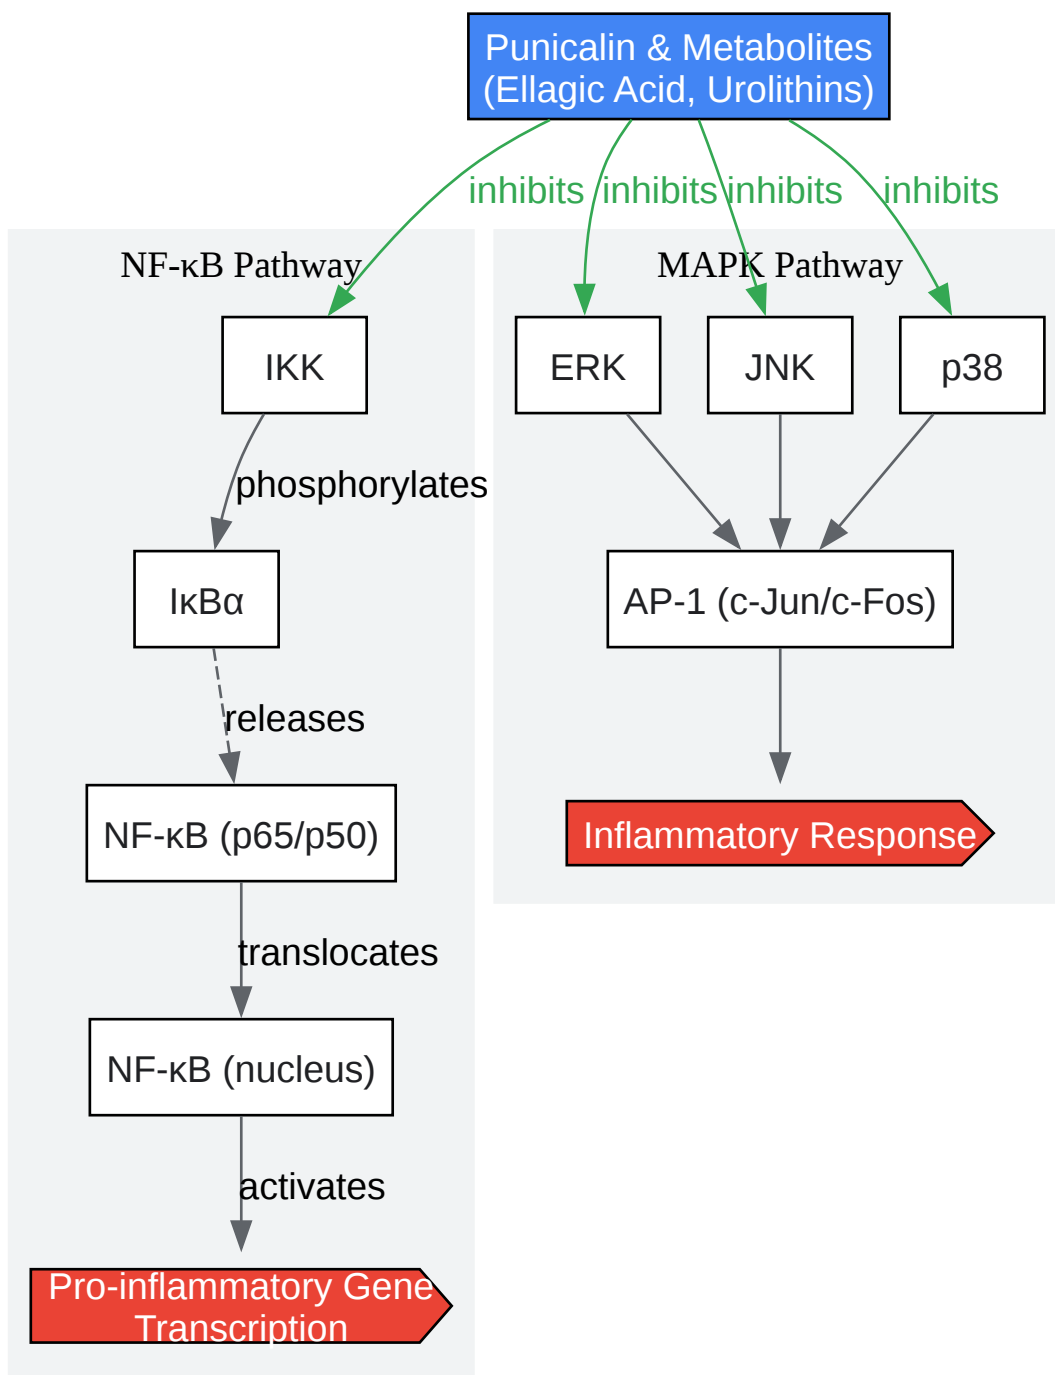 Punicalin & Metabolites
(Ellagic Acid, Urolithins)
inhibits
inhibits
inhibits
inhibits
NF-κB Pathway
MAPK Pathway
IKK
ERK
JNK
p38
phosphorylates
IκBα
AP-1 (c-Jun/c-Fos)
releases
NF-κB (p65/p50)
Inflammatory Response
translocates
NF-κB (nucleus)
activates
Pro-inflammatory Gene
Transcription